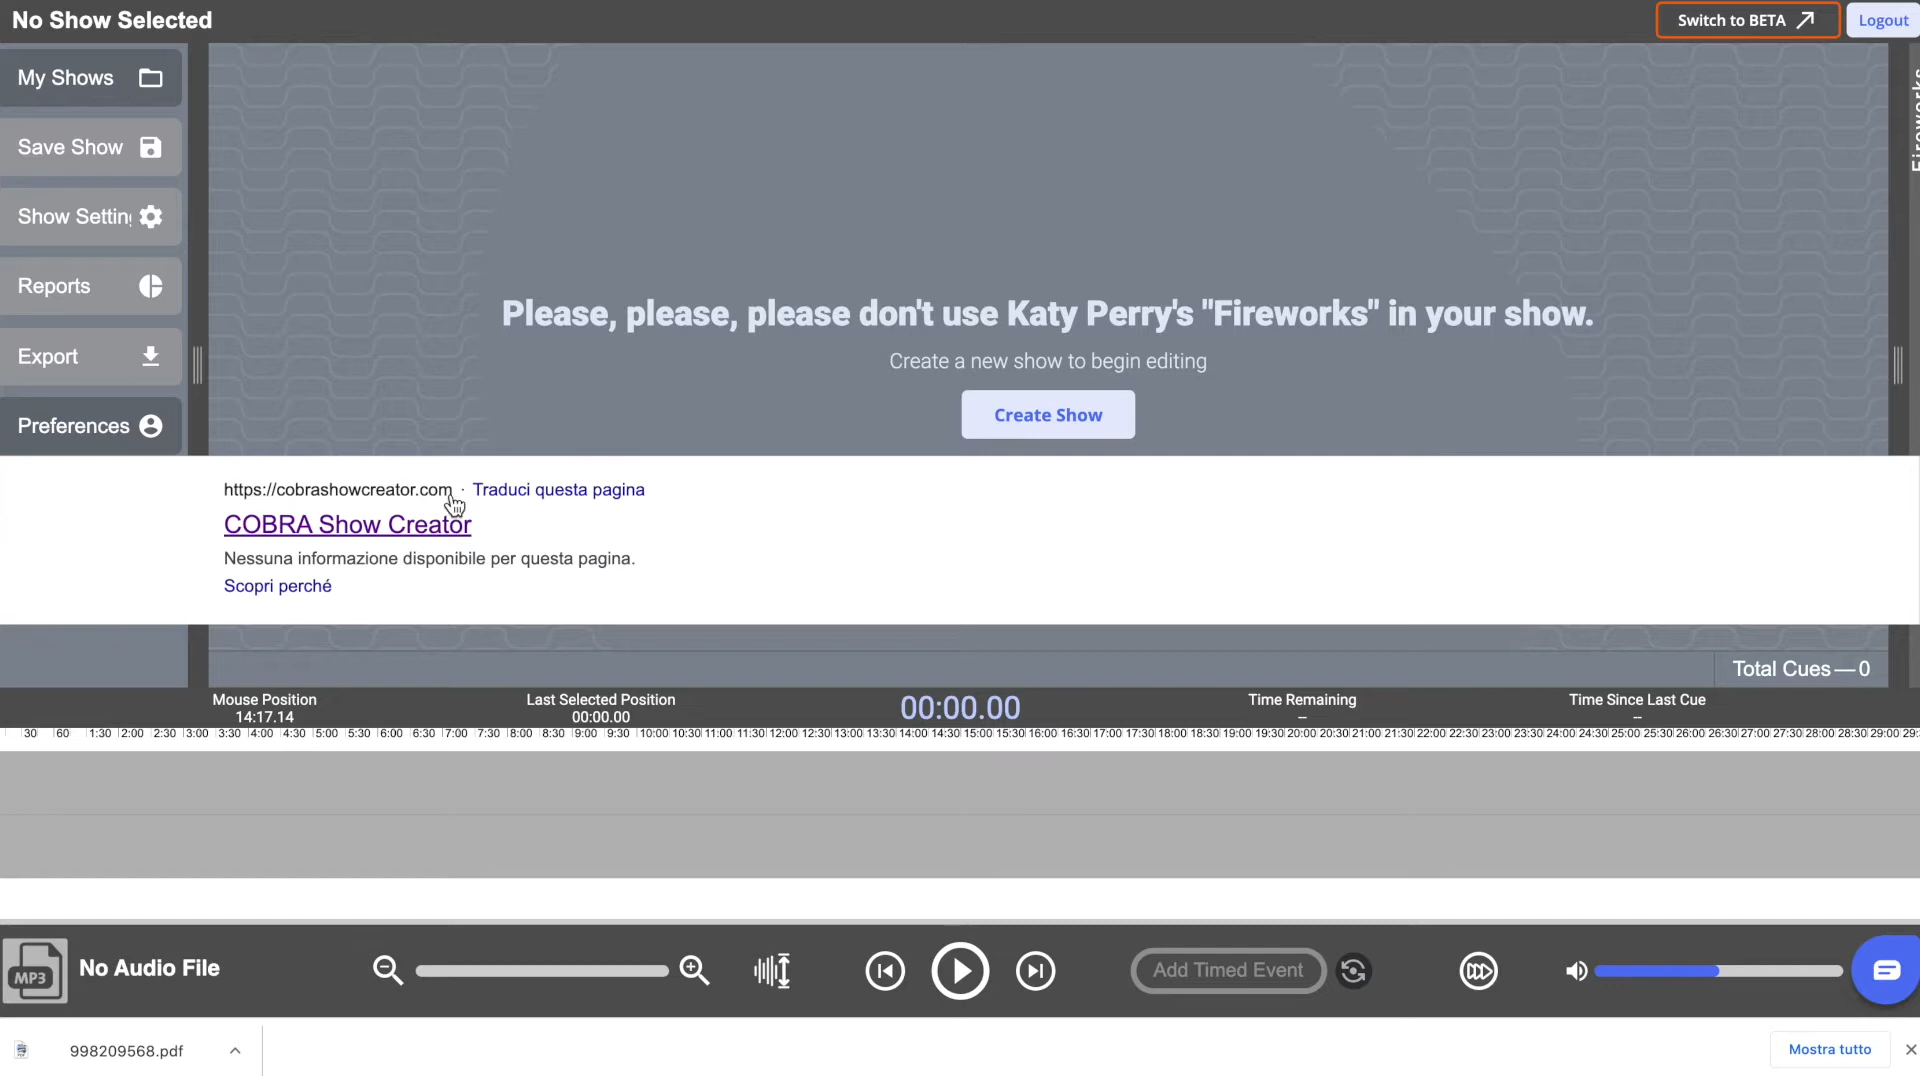 No Show Selected
Switch to BETA
Logout
My Shows
Save Show
Show Settin
Reports
Export
Preferences
Fireworks
Please, please, please don't use Katy Perry's "Fireworks" in your show.
Create a new show to begin editing
Create Show
https://cobrashowcreator.com · Traduci questa pagina
COBRA Show Creator
Nessuna informazione disponibile per questa pagina.
Scopri perché
Total Cues — 0
Mouse Position
14:17.14
Last Selected Position
00:00.00
00:00.00
Time Remaining
--
Time Since Last Cue
--
30 60 1:30 2:00 2:30 3:00 3:30 4:00 4:30 5:00 5:30 6:00 6:30 7:00 7:30 8:00 8:30 9:00 9:30 10:00 10:30 11:00 11:30 12:00 12:30 13:00 13:30 14:00 14:30 15:00 15:30 16:00 16:30 17:00 17:30 18:00 18:30 19:00 19:30 20:00 20:30 21:00 21:30 22:00 22:30 23:00 23:30 24:00 24:30 25:00 25:30 26:00 26:30 27:00 27:30 28:00 28:30 29:00 29:
MP3
No Audio File
Add Timed Event
998209568.pdf
Mostra tutto